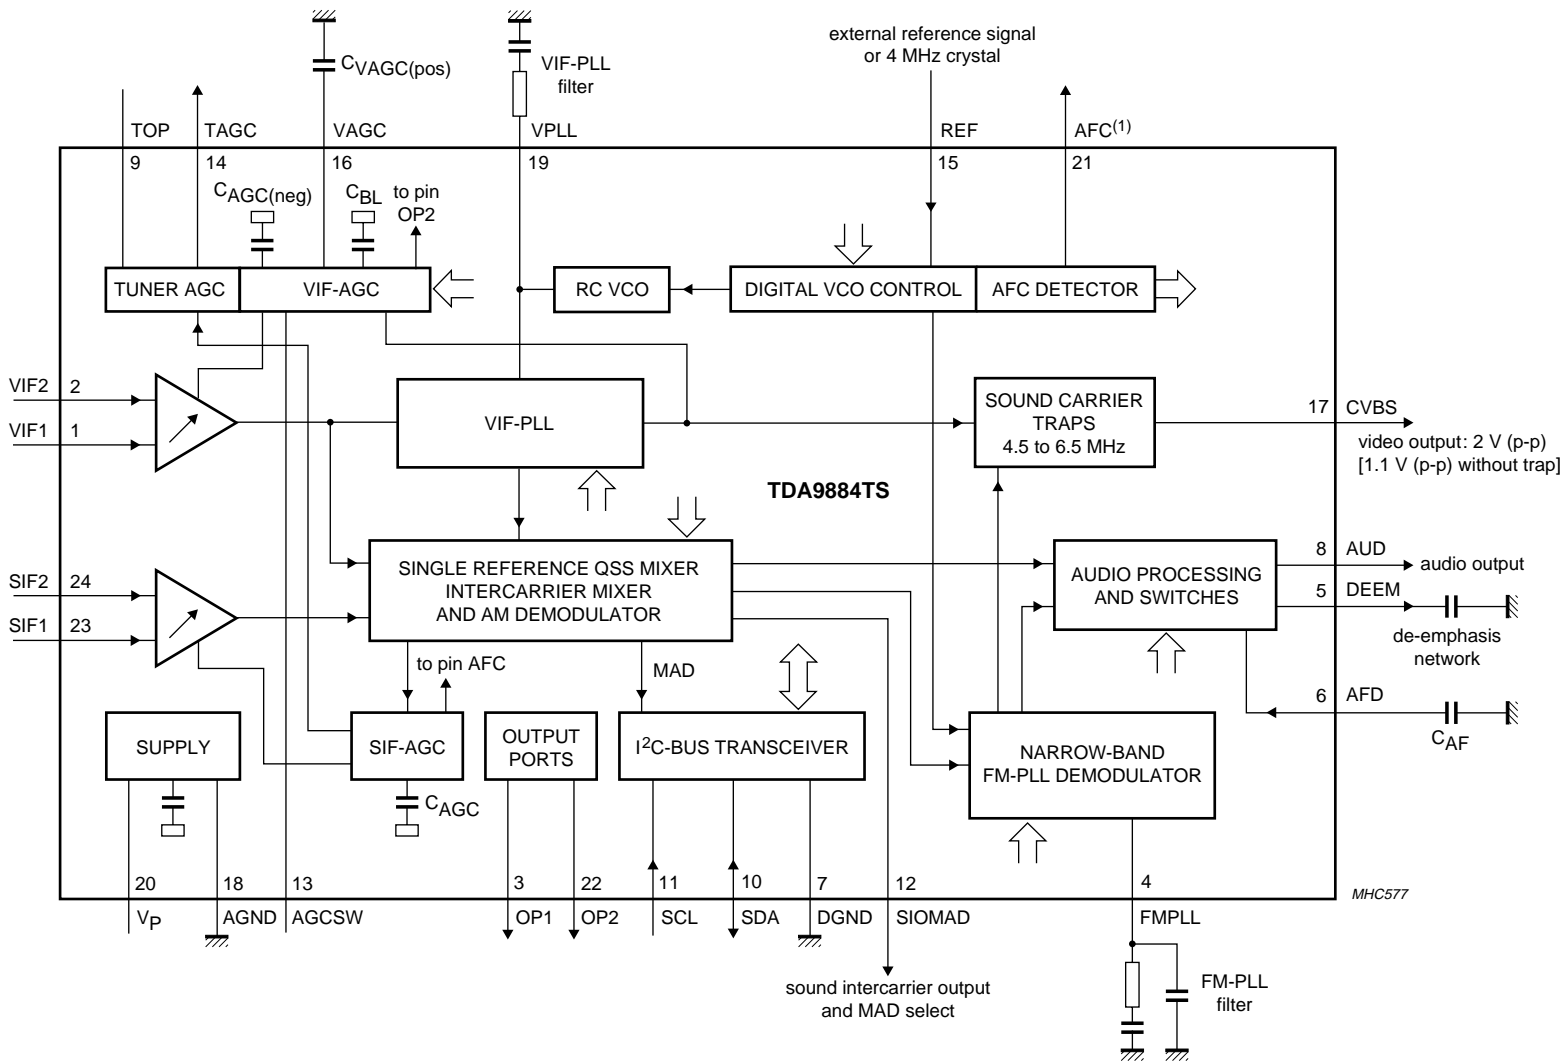 external reference signal
or 4 MHz crystal
CVAGC(pos)
VIF-PLL
filter
TOP
TAGC
VAGC
VPLL
REF
AFC(1)
9
14
16
19
15
21
CAGC(neg)
CBL
to pin
OP2
TUNER AGC
VIF-AGC
RC VCO
DIGITAL VCO CONTROL
AFC DETECTOR
VIF2
2
VIF1
1
VIF-PLL
SOUND CARRIER
TRAPS
4.5 to 6.5 MHz
17
CVBS
video output: 2 V (p-p)
[1.1 V (p-p) without trap]
TDA9884TS
SIF2
24
SIF1
23
SINGLE REFERENCE QSS MIXER
INTERCARRIER MIXER
AND AM DEMODULATOR
AUDIO PROCESSING
AND SWITCHES
8
AUD
audio output
5
DEEM
de-emphasis
network
to pin AFC
MAD
6
AFD
CAF
SUPPLY
SIF-AGC
OUTPUT
PORTS
I2C-BUS TRANSCEIVER
NARROW-BAND
FM-PLL DEMODULATOR
CAGC
20
18
13
3
22
11
10
7
12
4
MHC577
VP
AGND
AGCSW
OP1
OP2
SCL
SDA
DGND
SIOMAD
FMPLL
sound intercarrier output
and MAD select
FM-PLL
filter